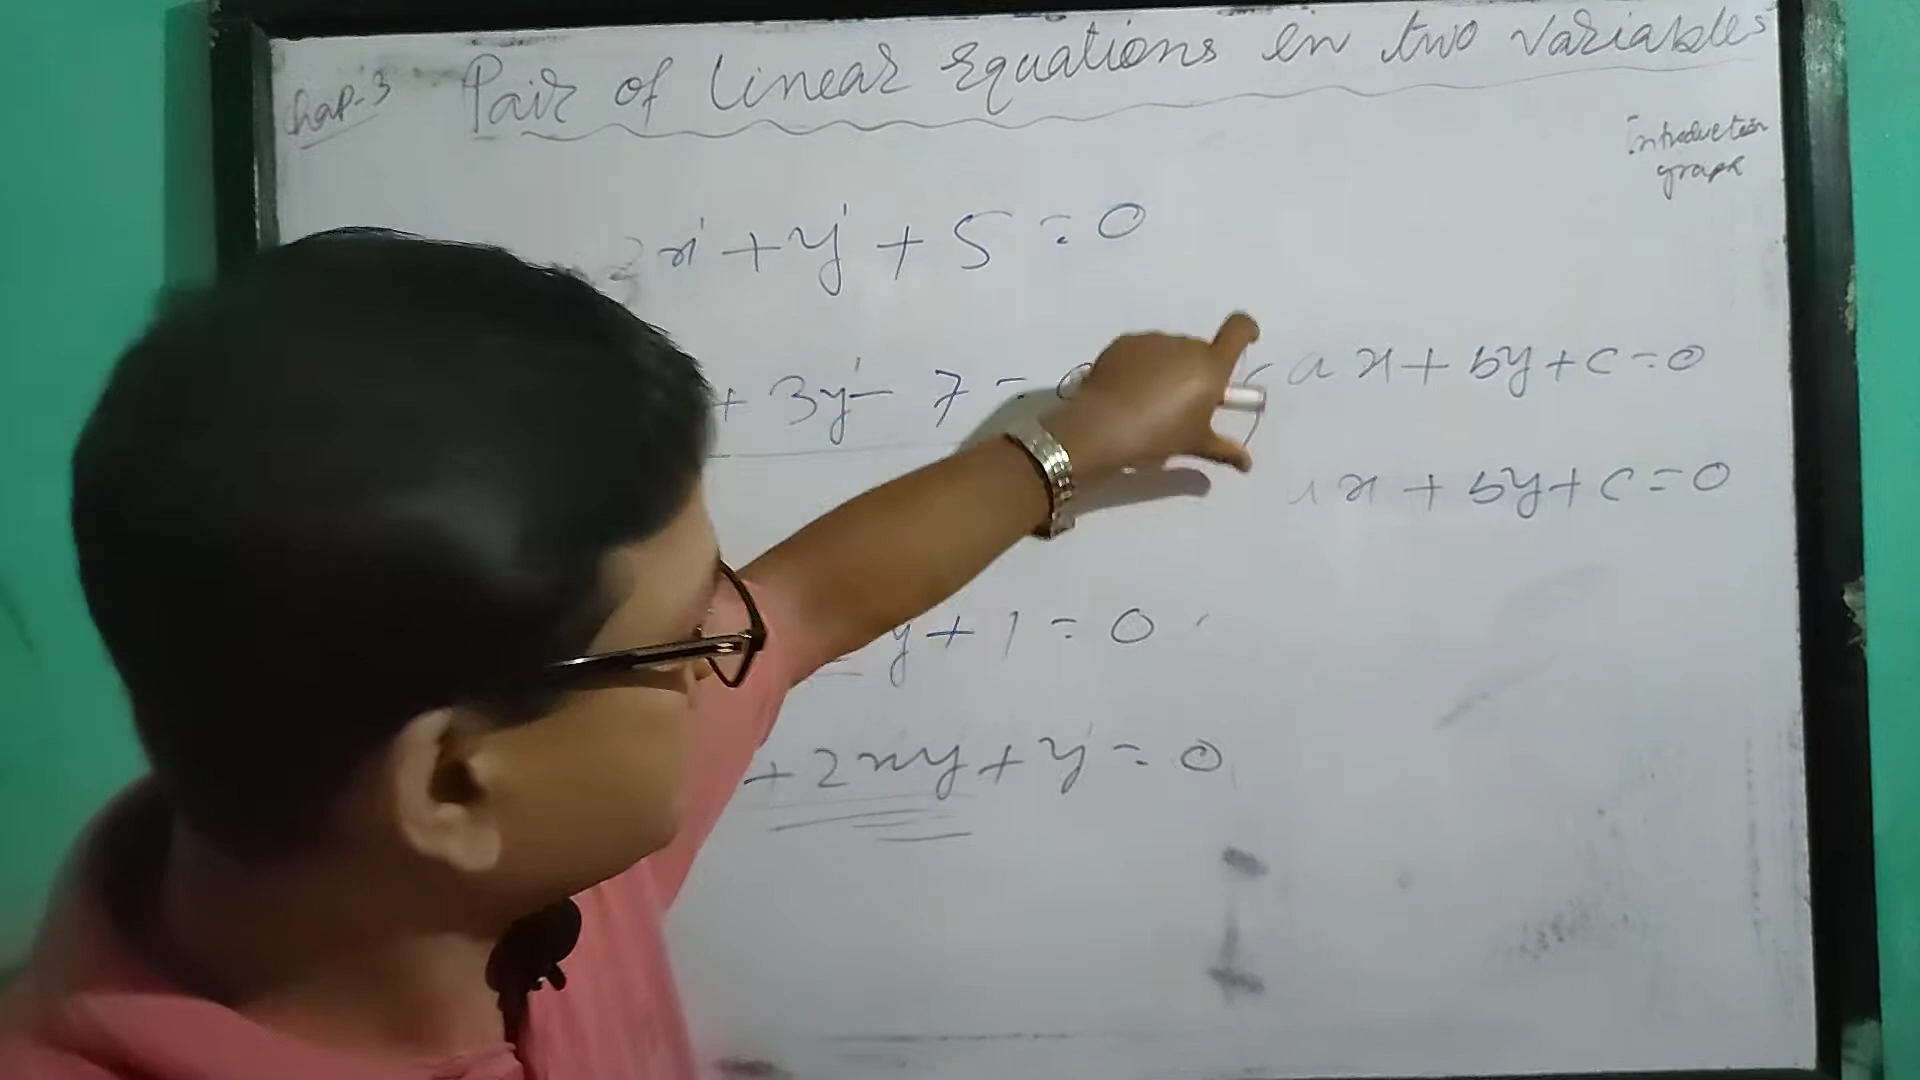 Chap-3 Pair of Linear Equations in two variables
Introduction
graph
2x + y + 5 = 0
+ 3y - 7 = 0
ax + by + c = 0
ax + by + c = 0
y + 1 = 0
+ 2xy + y = 0